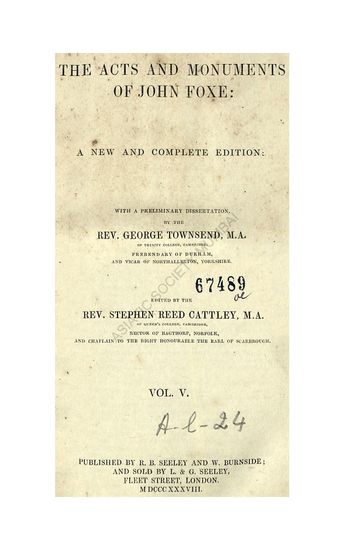 THE ACTS AND MONUMENTS
OF JOHN FOXE:
A NEW AND COMPLETE EDITION:
WITH A PRELIMINARY DISSERTATION,
BY THE
REV. GEORGE TOWNSEND, M.A.
OF TRINITY COLLEGE, CAMBRIDGE,
PREBENDARY OF DURHAM,
AND VICAR OF NORTHALLERTON, YORKSHIRE.
67489
EDITED BY THE
REV. STEPHEN REED CATTLEY, M.A.
OF QUEEN'S COLLEGE, CAMBRIDGE,
RECTOR OF BAGTHORP, NORFOLK,
AND CHAPLAIN TO THE RIGHT HONOURABLE THE EARL OF SCARBROUGH.
VOL. V.
A-l-24
PUBLISHED BY R. B. SEELEY AND W. BURNSIDE;
AND SOLD BY L. & G. SEELEY,
FLEET STREET, LONDON.
MDCCCXXXVIII.